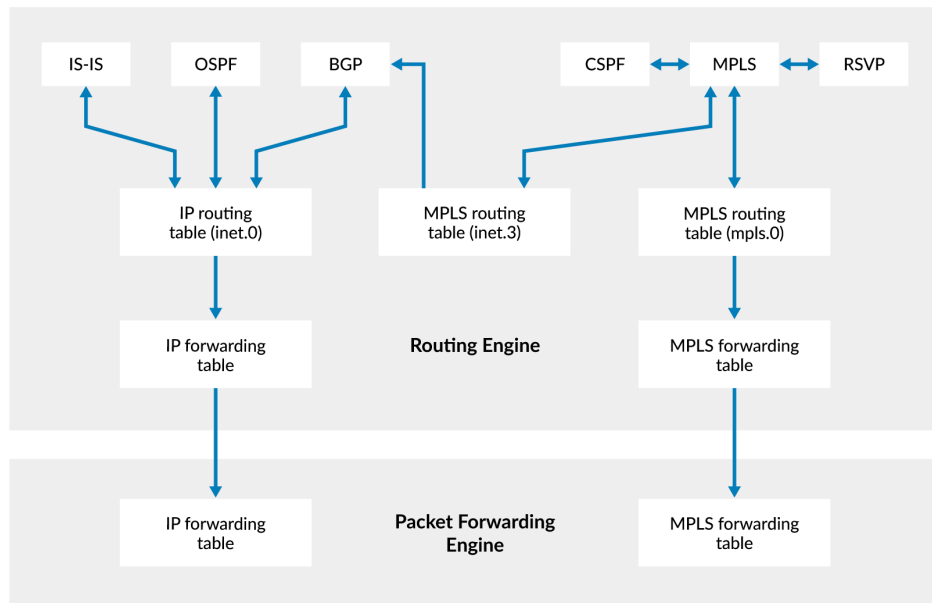 IS-IS
OSPF
BGP
CSPF
MPLS
RSVP
IP routing
table (inet.0)
MPLS routing
table (inet.3)
MPLS routing
table (mpls.0)
IP forwarding
table
Routing Engine
MPLS forwarding
table
IP forwarding
table
Packet Forwarding
Engine
MPLS forwarding
table